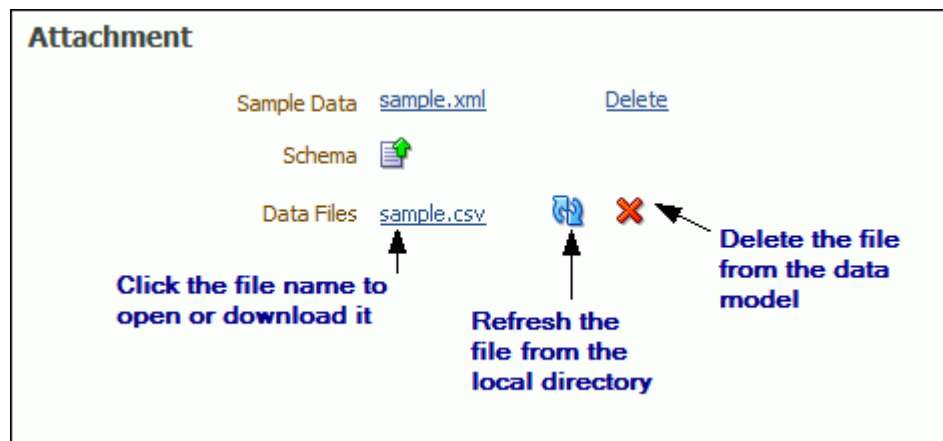 Attachment
Sample Data sample.xml Delete
Schema
Data Files sample.csv
Click the file name to
open or download it
Refresh the
file from the
local directory
Delete the file
from the data
model